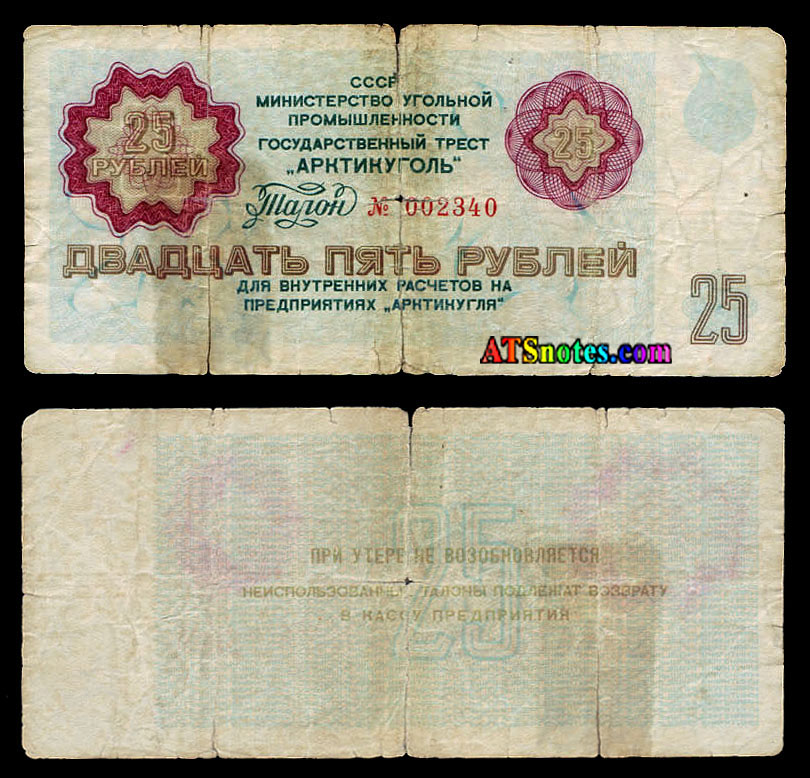 25
РУБЛЕЙ
СССР
МИНИСТЕРСТВО УГОЛЬНОЙ
ПРОМЫШЛЕННОСТИ
ГОСУДАРСТВЕННЫЙ ТРЕСТ
„АРКТИКУГОЛЬ“
Талон № 002340
25
ДВАДЦАТЬ ПЯТЬ РУБЛЕЙ
ДЛЯ ВНУТРЕННИХ РАСЧЕТОВ НА
ПРЕДПРИЯТИЯХ „АРКТИКУГЛЯ“
25
ATSnotes.com
25
ПРИ УТЕРЕ НЕ ВОЗОБНОВЛЯЕТСЯ
НЕИСПОЛЬЗОВАННЫЕ ТАЛОНЫ ПОДЛЕЖАТ ВОЗВРАТУ
В КАССУ ПРЕДПРИЯТИЯ